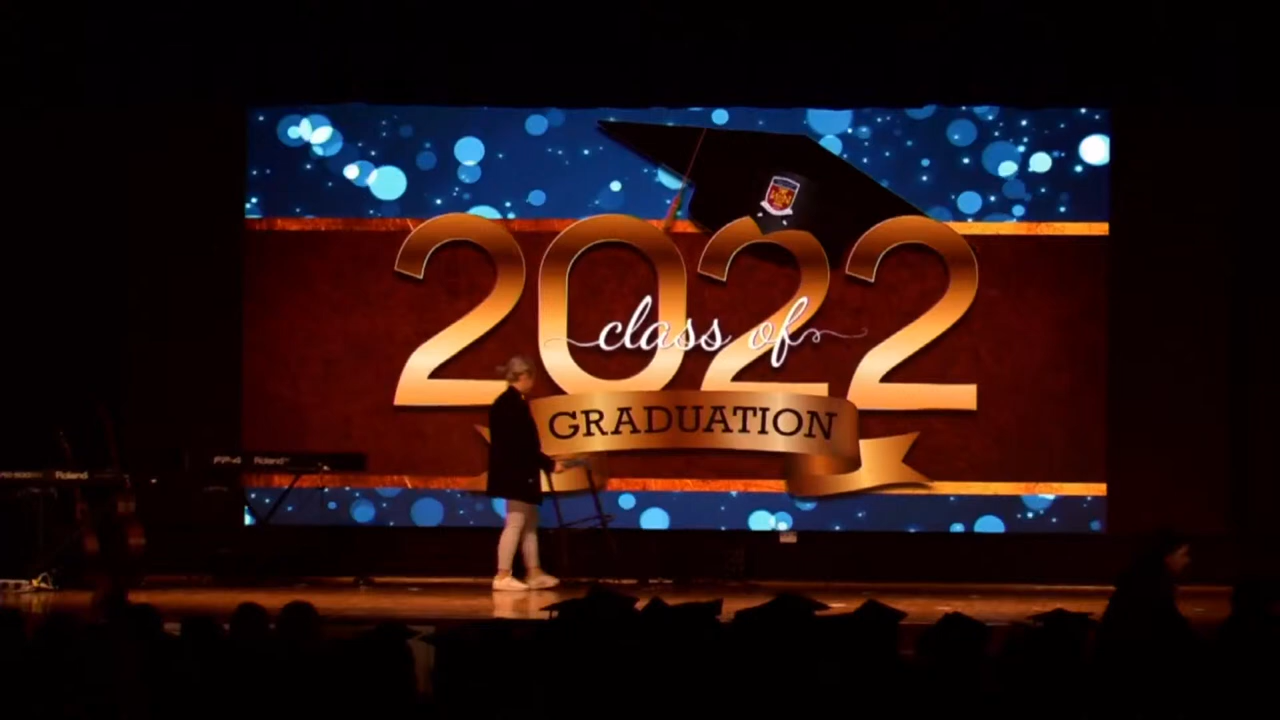 2022
class of
GRADUATION
FP-4 Roland
Roland